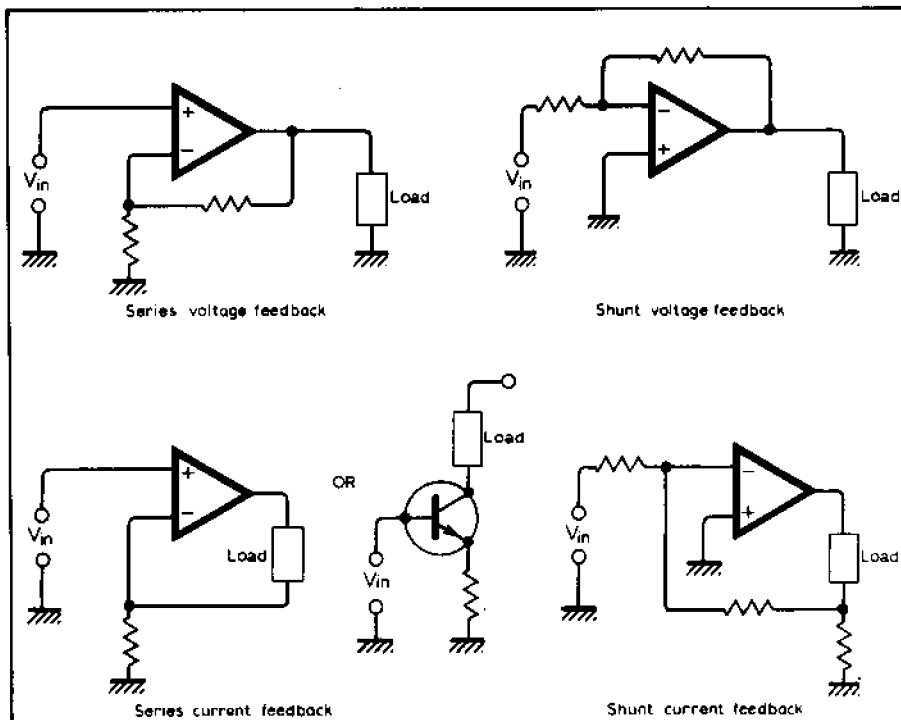 +
−
Vin
Load
Series voltage feedback
−
+
Vin
Load
Shunt voltage feedback
+
−
Vin
Load
Series current feedback
OR
Load
Vin
−
+
Vin
Load
Shunt current feedback